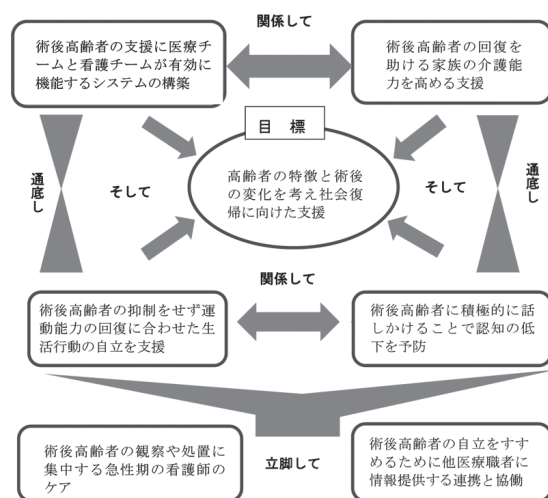 関係して
術後高齢者の支援に医療チ
ームと看護チームが有効に
機能するシステムの構築
術後高齢者の回復を
助ける家族の介護能
力を高める支援
目 標
高齢者の特徴と術後
の変化を考え社会復
帰に向けた支援
通底し
そして
そして
通底し
関係して
術後高齢者の抑制をせず運
動能力の回復に合わせた生
活行動の自立を支援
術後高齢者に積極的に話
しかけることで認知の低
下を予防
術後高齢者の観察や処置に
集中する急性期の看護師の
ケア
立脚して
術後高齢者の自立をすす
めるために他医療職者に
情報提供する連携と協働